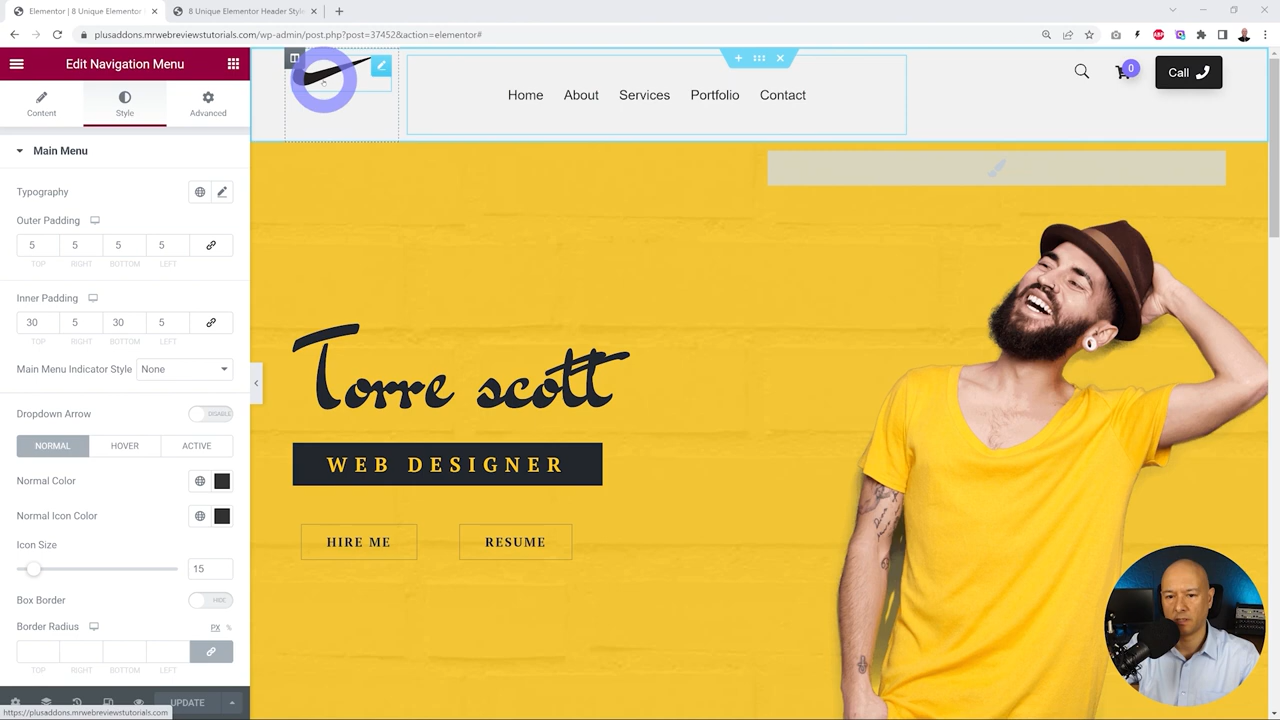 Elementor | 8 Unique Elementor
8 Unique Elementor Header Style
plusaddons.mrwebreviewstutorials.com/wp-admin/post.php?post=37452&action=elementor#
Edit Navigation Menu
Content
Style
Advanced
Main Menu
Typography
Outer Padding
5 5 5 5
TOP RIGHT BOTTOM LEFT
Inner Padding
30 5 30 5
TOP RIGHT BOTTOM LEFT
Main Menu Indicator Style None
Dropdown Arrow DISABLE
NORMAL HOVER ACTIVE
Normal Color
Normal Icon Color
Icon Size
15
Box Border HIDE
Border Radius PX %
TOP RIGHT BOTTOM LEFT
UPDATE
https://plusaddons.mrwebreviewstutorials.com
Home About Services Portfolio Contact
0
Call
Torre scott
WEB DESIGNER
HIRE ME RESUME